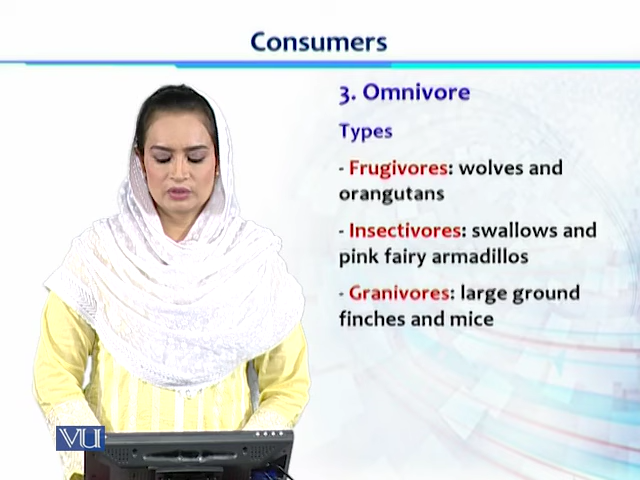 Consumers
3. Omnivore
Types
- Frugivores: wolves and
orangutans
- Insectivores: swallows and
pink fairy armadillos
- Granivores: large ground
finches and mice
VU